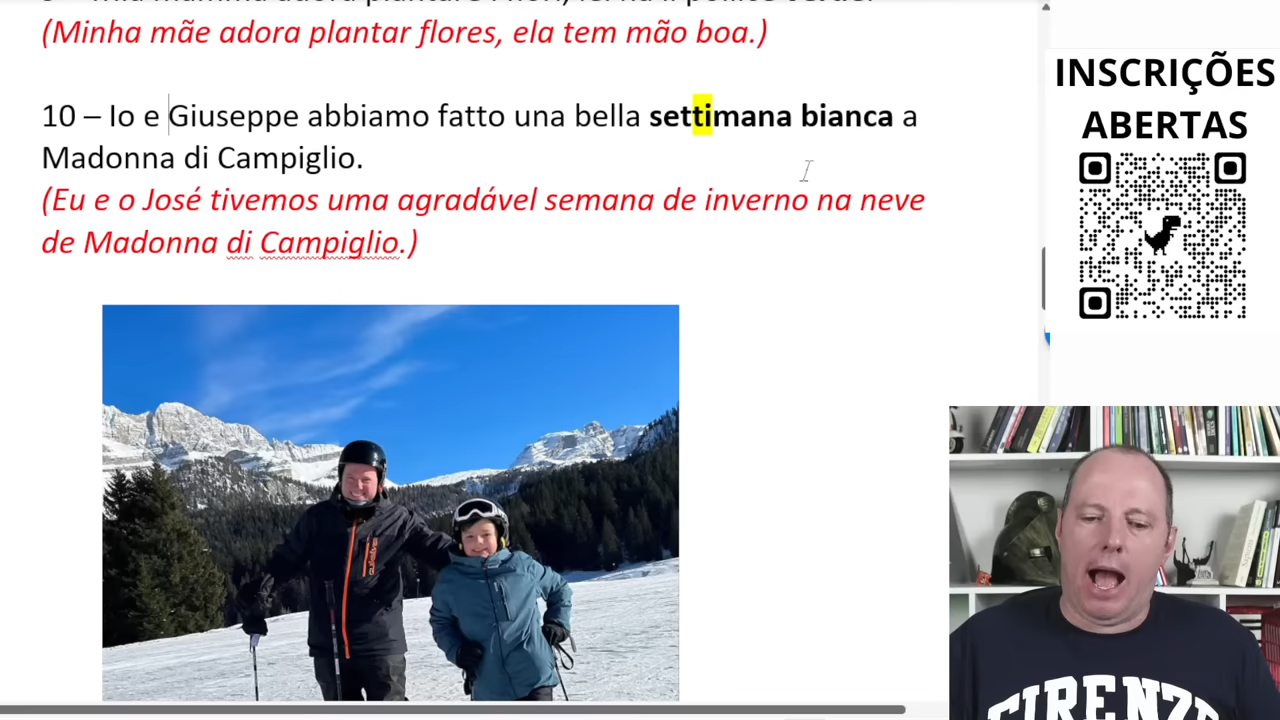 (Minha mãe adora plantar flores, ela tem mão boa.)
10 – Io e Giuseppe abbiamo fatto una bella settimana bianca a
Madonna di Campiglio.
(Eu e o José tivemos uma agradável semana de inverno na neve
de Madonna di Campiglio.)
INSCRIÇÕES
ABERTAS
FIRENZE